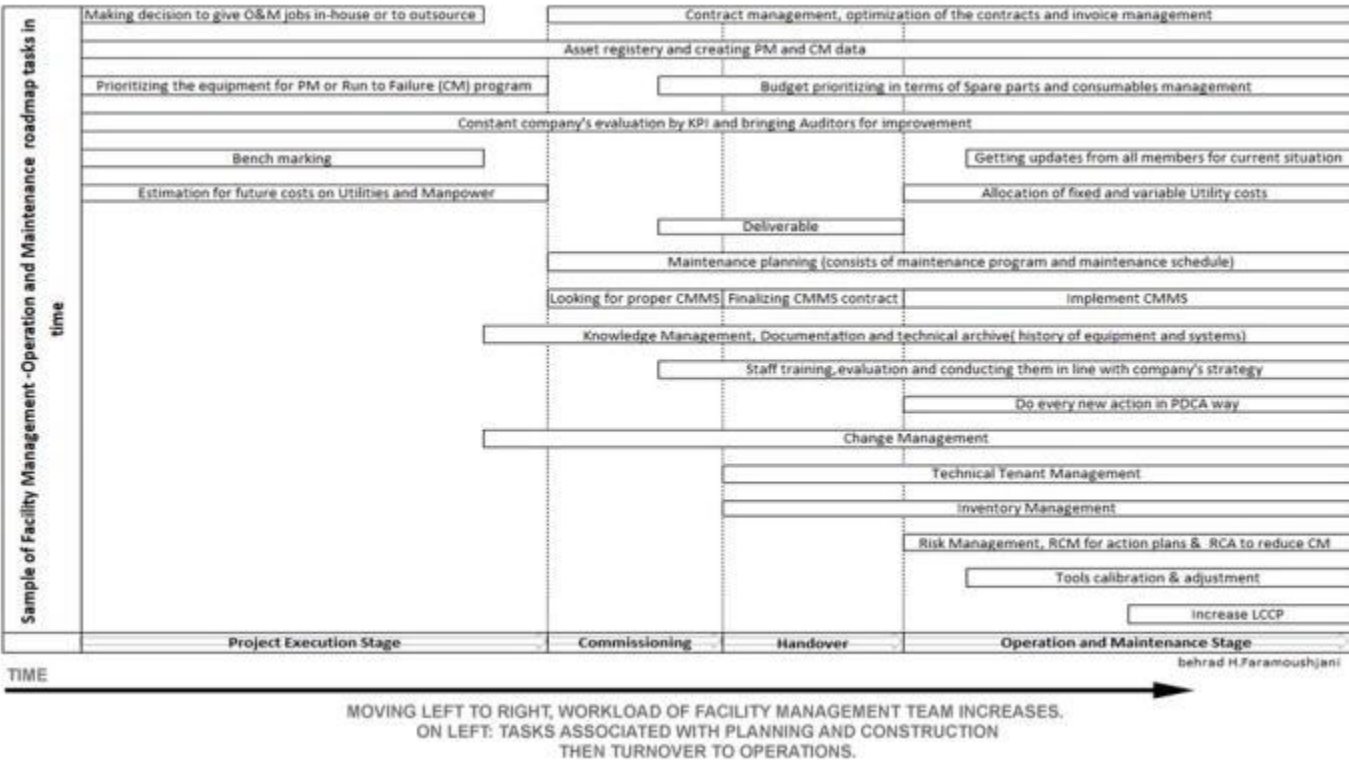 Sample of Facility Management -Operation and Maintenance roadmap tasks in
time
Making decision to give O&M jobs in-house or to outsource
Contract management, optimization of the contracts and invoice management
Asset registery and creating PM and CM data
Prioritizing the equipment for PM or Run to Failure (CM) program
Budget prioritizing in terms of Spare parts and consumables management
Constant company's evaluation by KPI and bringing Auditors for improvement
Bench marking
Getting updates from all members for current situation
Estimation for future costs on Utilities and Manpower
Allocation of fixed and variable Utility costs
Deliverable
Maintenance planning (consists of maintenance program and maintenance schedule)
Looking for proper CMMS
Finalizing CMMS contract
Implement CMMS
Knowledge Management, Documentation and technical archive( history of equipment and systems)
Staff training,evaluation and conducting them in line with company's strategy
Do every new action in PDCA way
Change Management
Technical Tenant Management
Inventory Management
Risk Management, RCM for action plans & RCA to reduce CM
Tools calibration & adjustment
Increase LCCP
Project Execution Stage
Commissioning
Handover
Operation and Maintenance Stage
behrad H.Faramoushjani
TIME
MOVING LEFT TO RIGHT, WORKLOAD OF FACILITY MANAGEMENT TEAM INCREASES.
ON LEFT: TASKS ASSOCIATED WITH PLANNING AND CONSTRUCTION
THEN TURNOVER TO OPERATIONS.